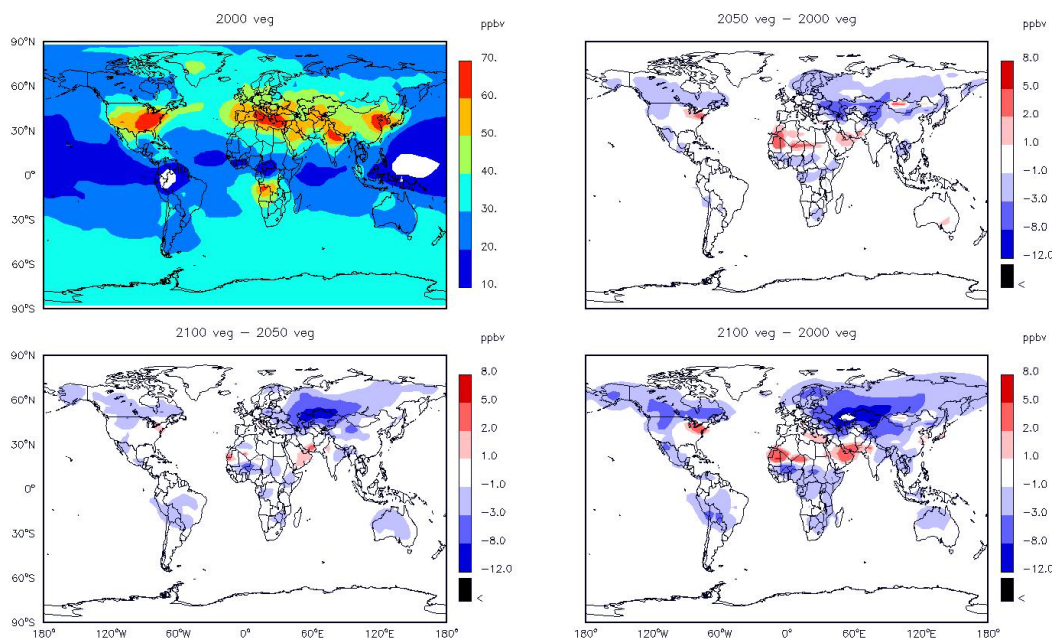 2000 veg
ppbv
2050 veg − 2000 veg
ppbv
90°N
60°N
30°N
0°
30°S
60°S
90°S
70.
60.
50.
40.
30.
20.
10.
8.0
5.0
2.0
1.0
-1.0
-3.0
-8.0
-12.0
<
2100 veg − 2050 veg
ppbv
2100 veg − 2000 veg
ppbv
90°N
60°N
30°N
0°
30°S
60°S
90°S
8.0
5.0
2.0
1.0
-1.0
-3.0
-8.0
-12.0
<
8.0
5.0
2.0
1.0
-1.0
-3.0
-8.0
-12.0
<
180°
120°W
60°W
0°
60°E
120°E
180°
180°
120°W
60°W
0°
60°E
120°E
180°